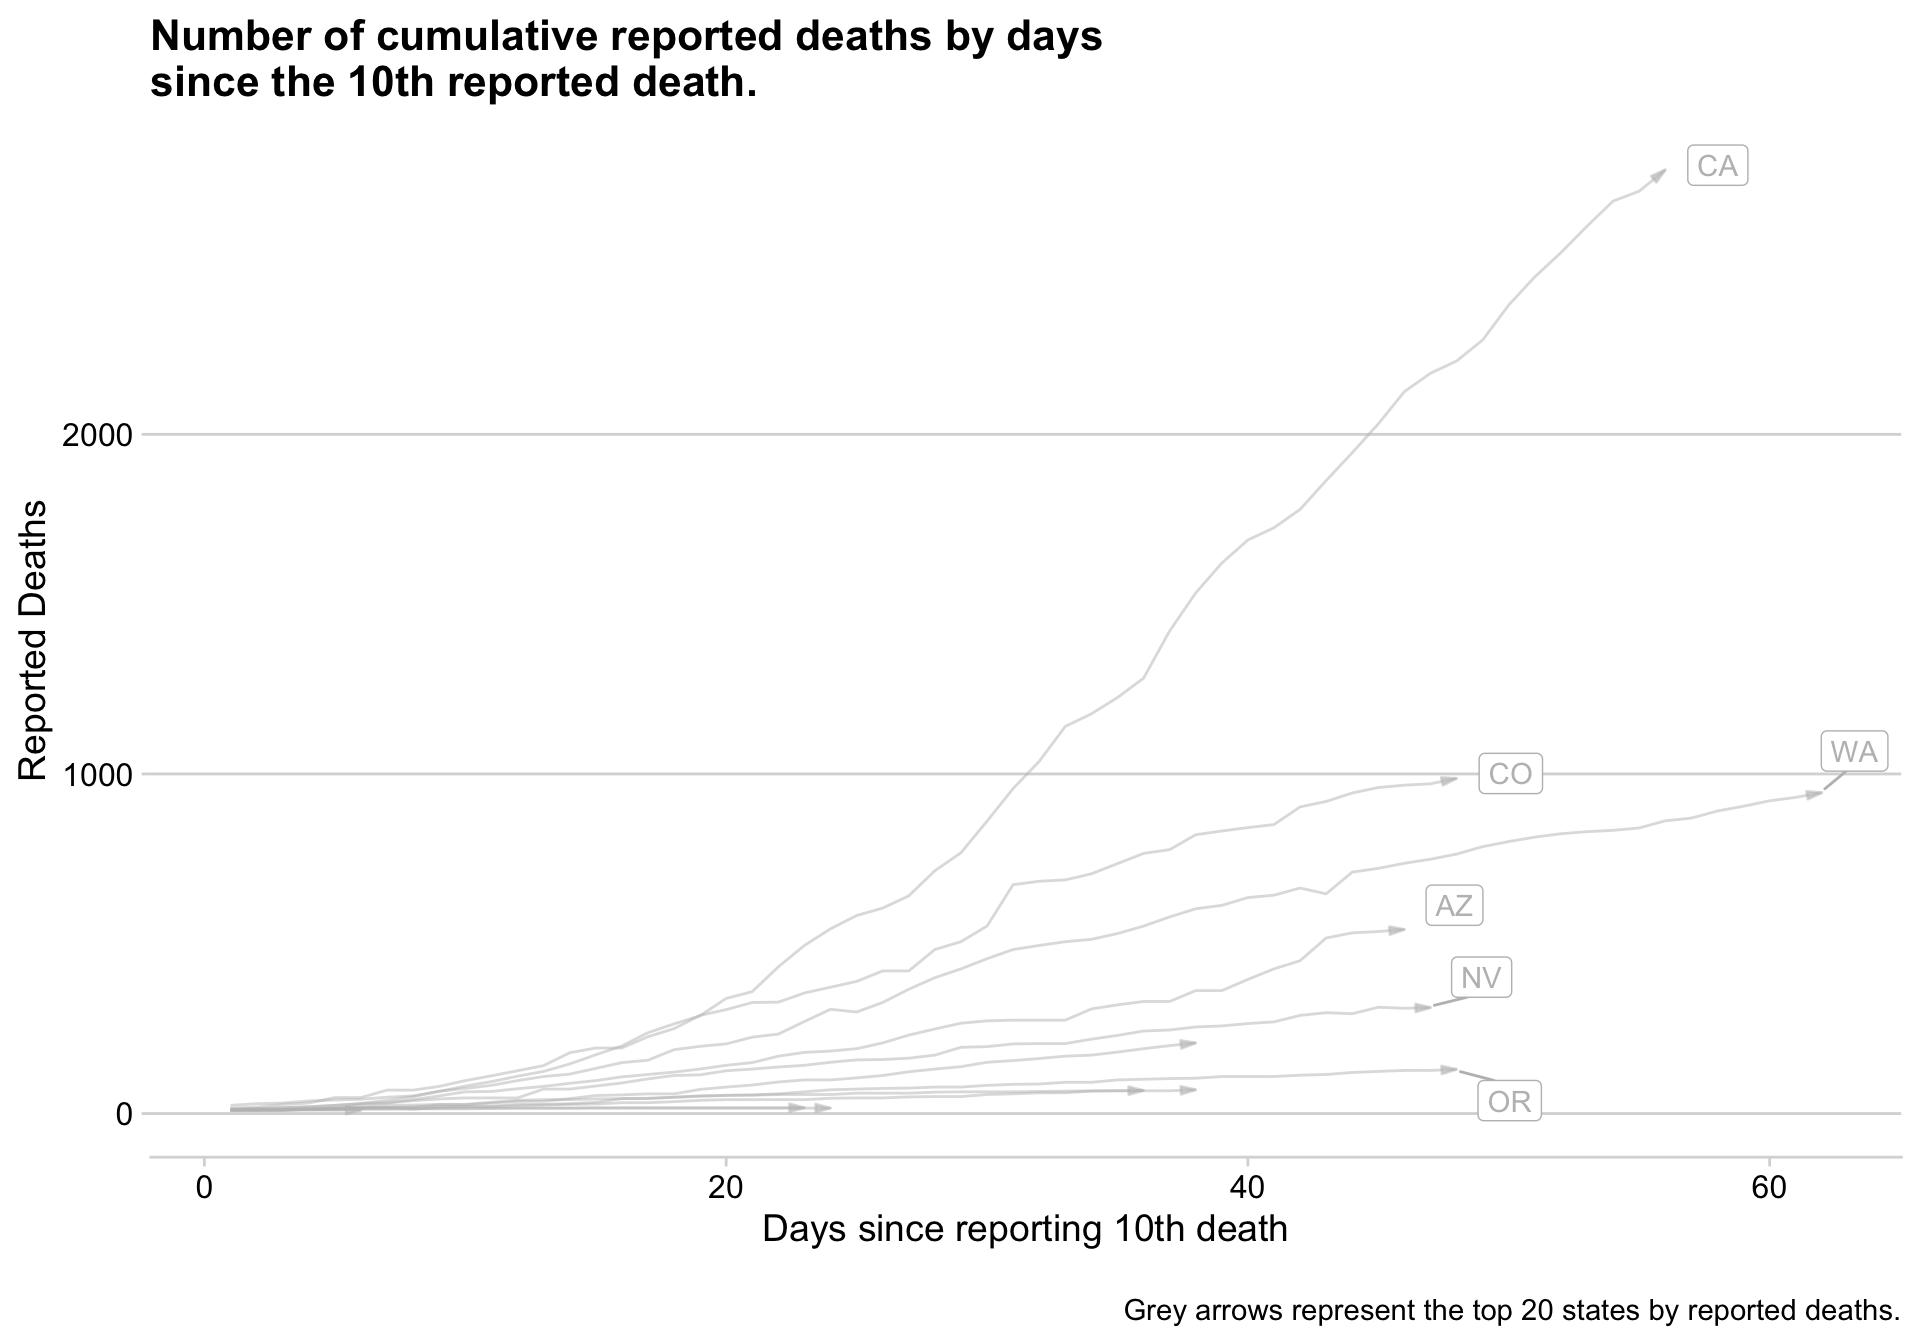 Number of cumulative reported deaths by days
since the 10th reported death.
CA
2000
Reported Deaths
WA
CO
1000
AZ
NV
OR
0
0 20 40 60
Days since reporting 10th death
Grey arrows represent the top 20 states by reported deaths.